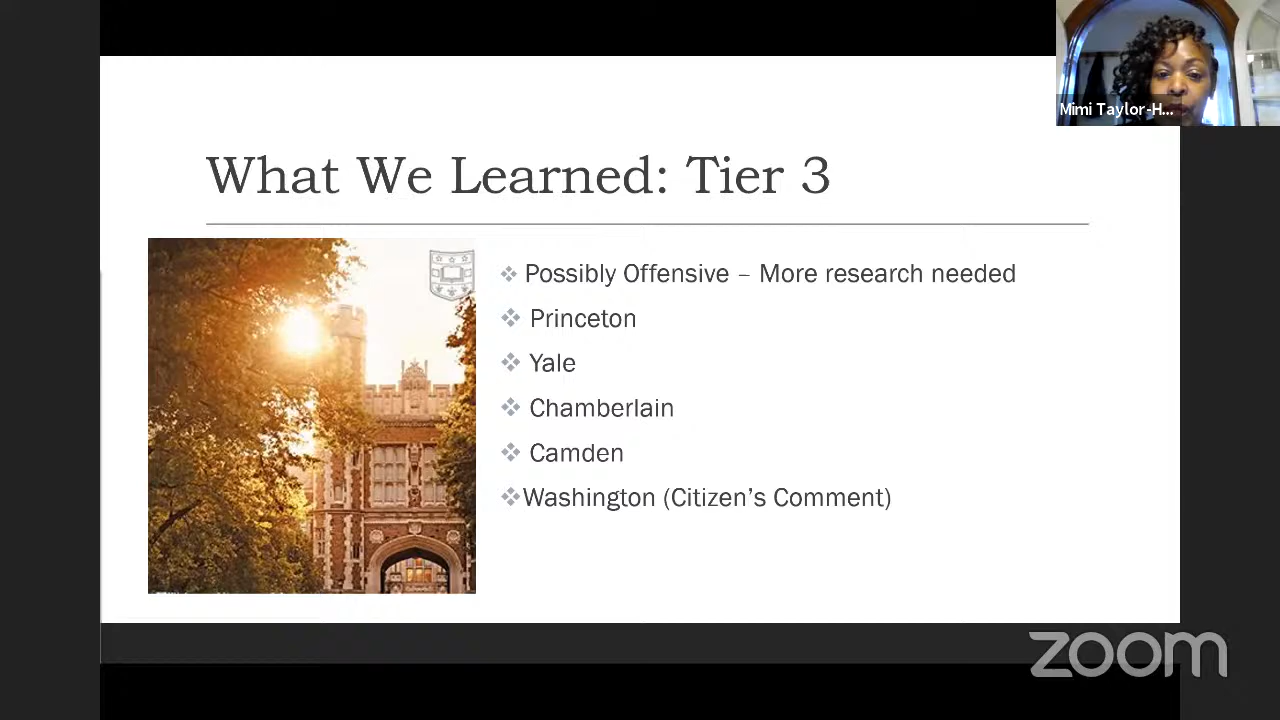 Mimi Taylor-H...
What We Learned: Tier 3
Possibly Offensive – More research needed
Princeton
Yale
Chamberlain
Camden
Washington (Citizen’s Comment)
zoom